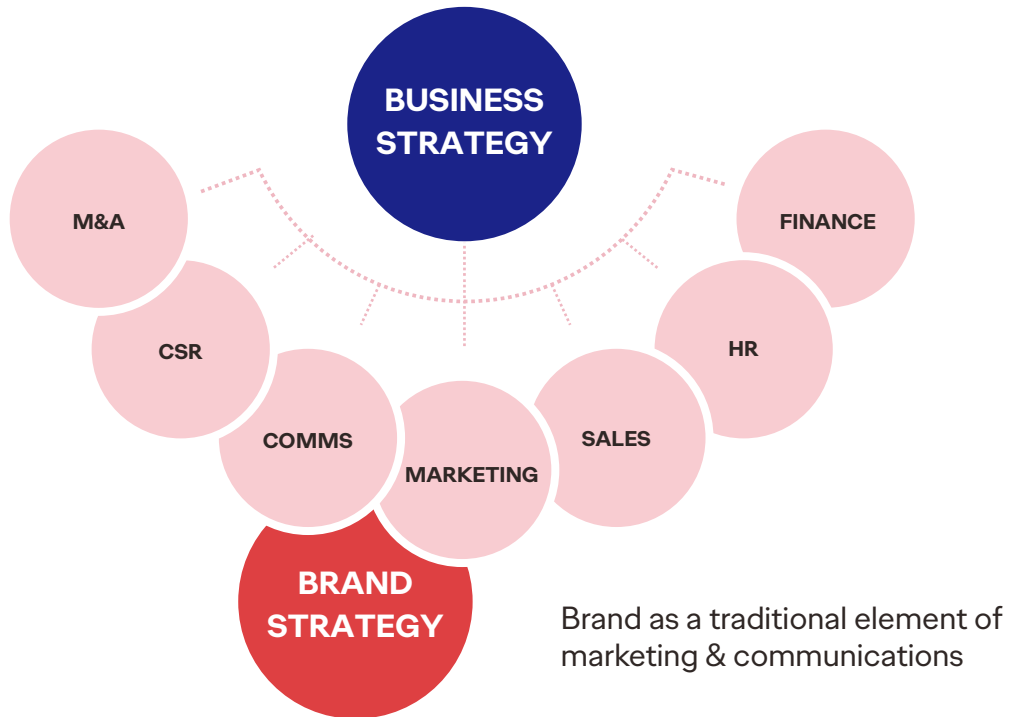 BUSINESS
STRATEGY
M&A
FINANCE
CSR
HR
COMMS
MARKETING
SALES
BRAND
STRATEGY
Brand as a traditional element of
marketing & communications